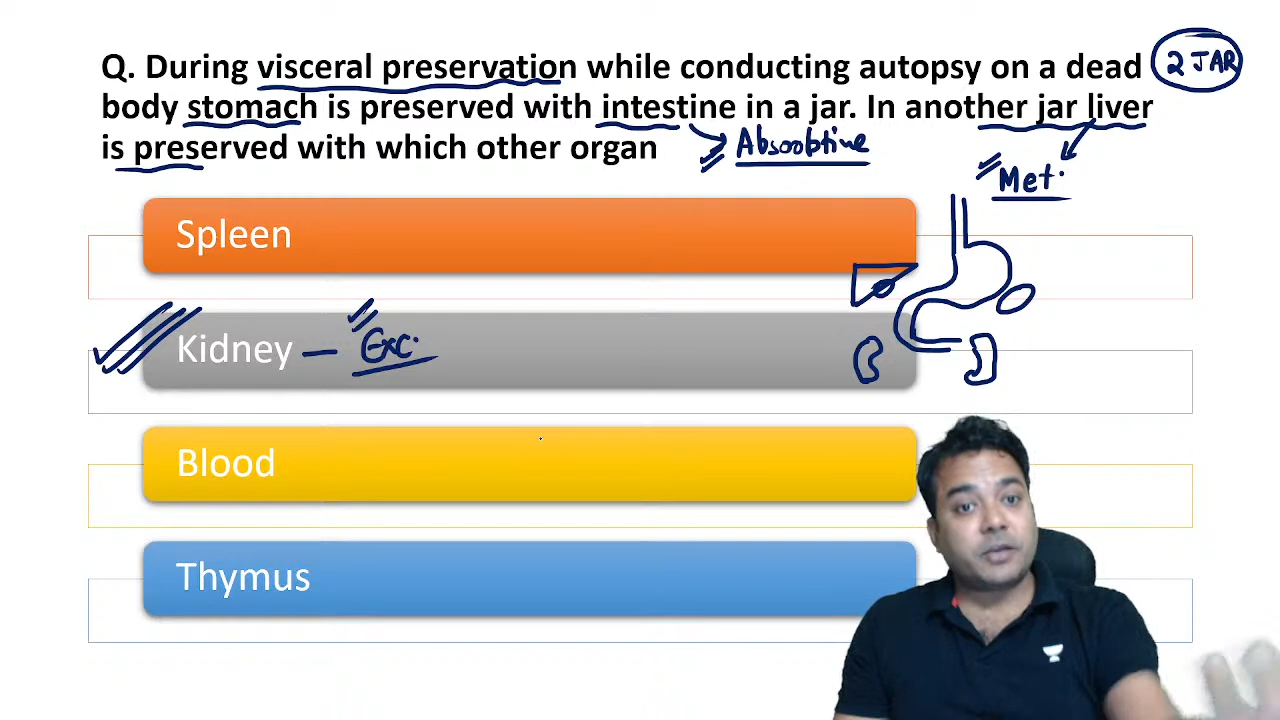 Q. During visceral preservation while conducting autopsy on a dead
body stomach is preserved with intestine in a jar. In another jar liver
is preserved with which other organ
2 JAR
Absorptive
Met.
Spleen
Kidney — Exc.
Blood
Thymus